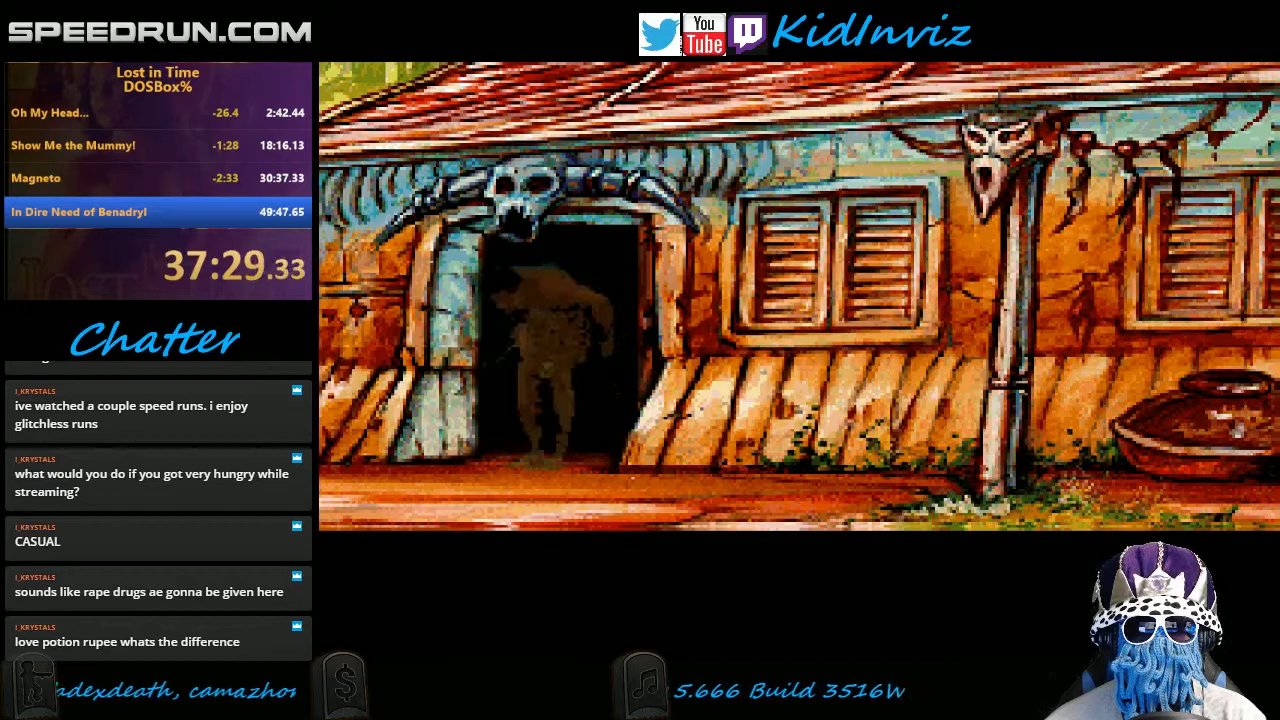 SPEEDRUN.COM
You
Tube
KidInviz
Lost in Time
DOSBox%
Oh My Head... -26.4 2:42.44
Show Me the Mummy! -1:28 18:16.13
Magneto -2:33 30:37.33
In Dire Need of Benadryl 49:47.65
37:29.33
Chatter
I_KRYSTALS
ive watched a couple speed runs. i enjoy
glitchless runs
I_KRYSTALS
what would you do if you got very hungry while
streaming?
I_KRYSTALS
CASUAL
I_KRYSTALS
sounds like rape drugs ae gonna be given here
I_KRYSTALS
love potion rupee whats the difference
adexdeath, camazhor
$
5.666 Build 3516W